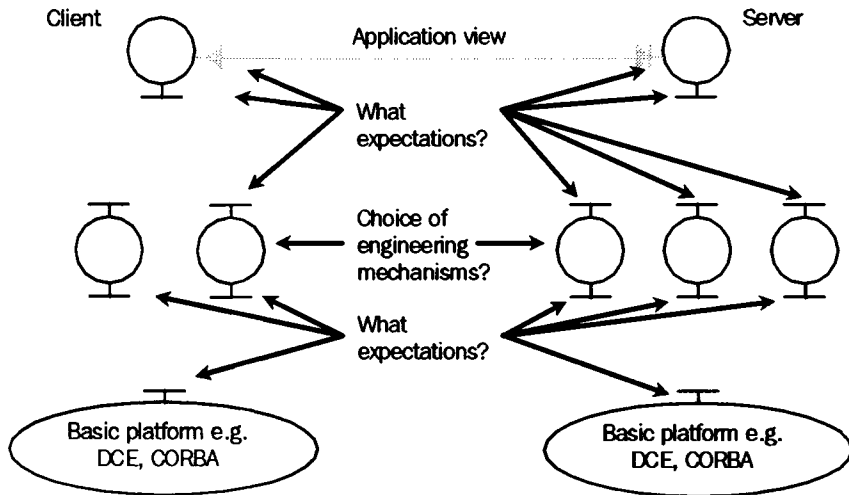 Client
Application view
Server
What
expectations?
Choice of
engineering
mechanisms?
What
expectations?
Basic platform e.g.
DCE, CORBA
Basic platform e.g.
DCE, CORBA